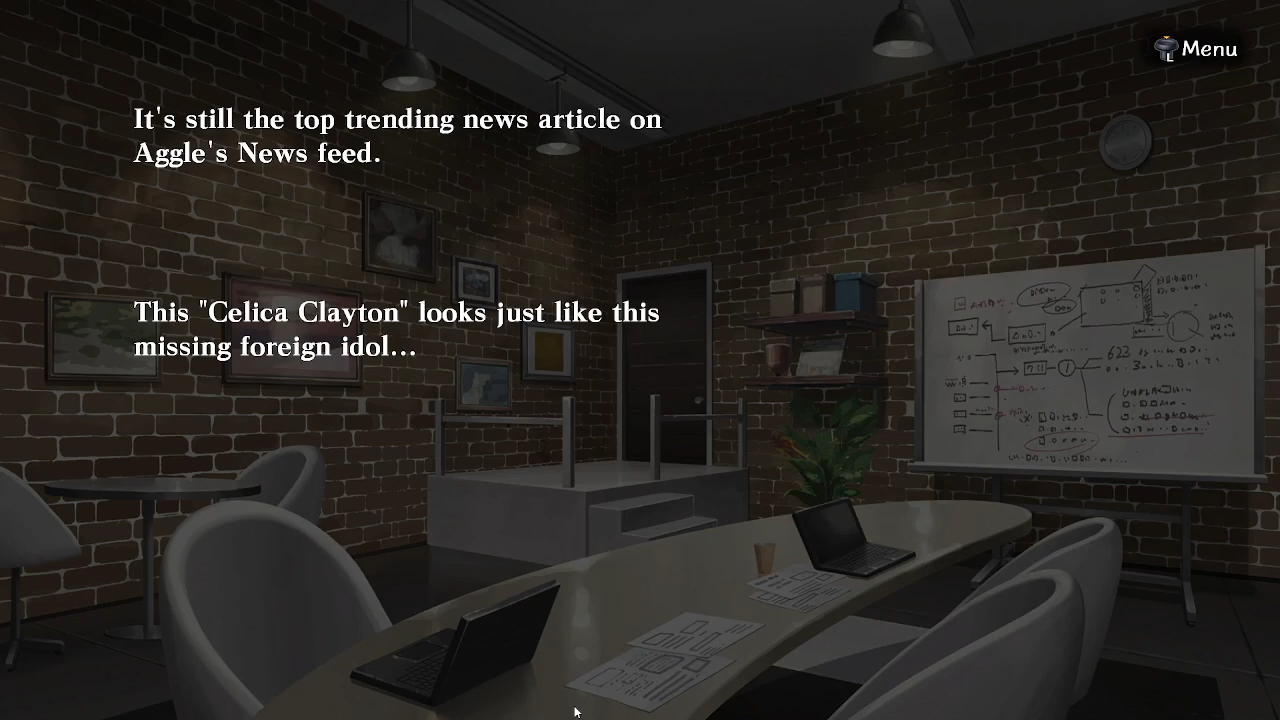 Menu
It's still the top trending news article on
Aggle's News feed.
This "Celica Clayton" looks just like this
missing foreign idol...
623